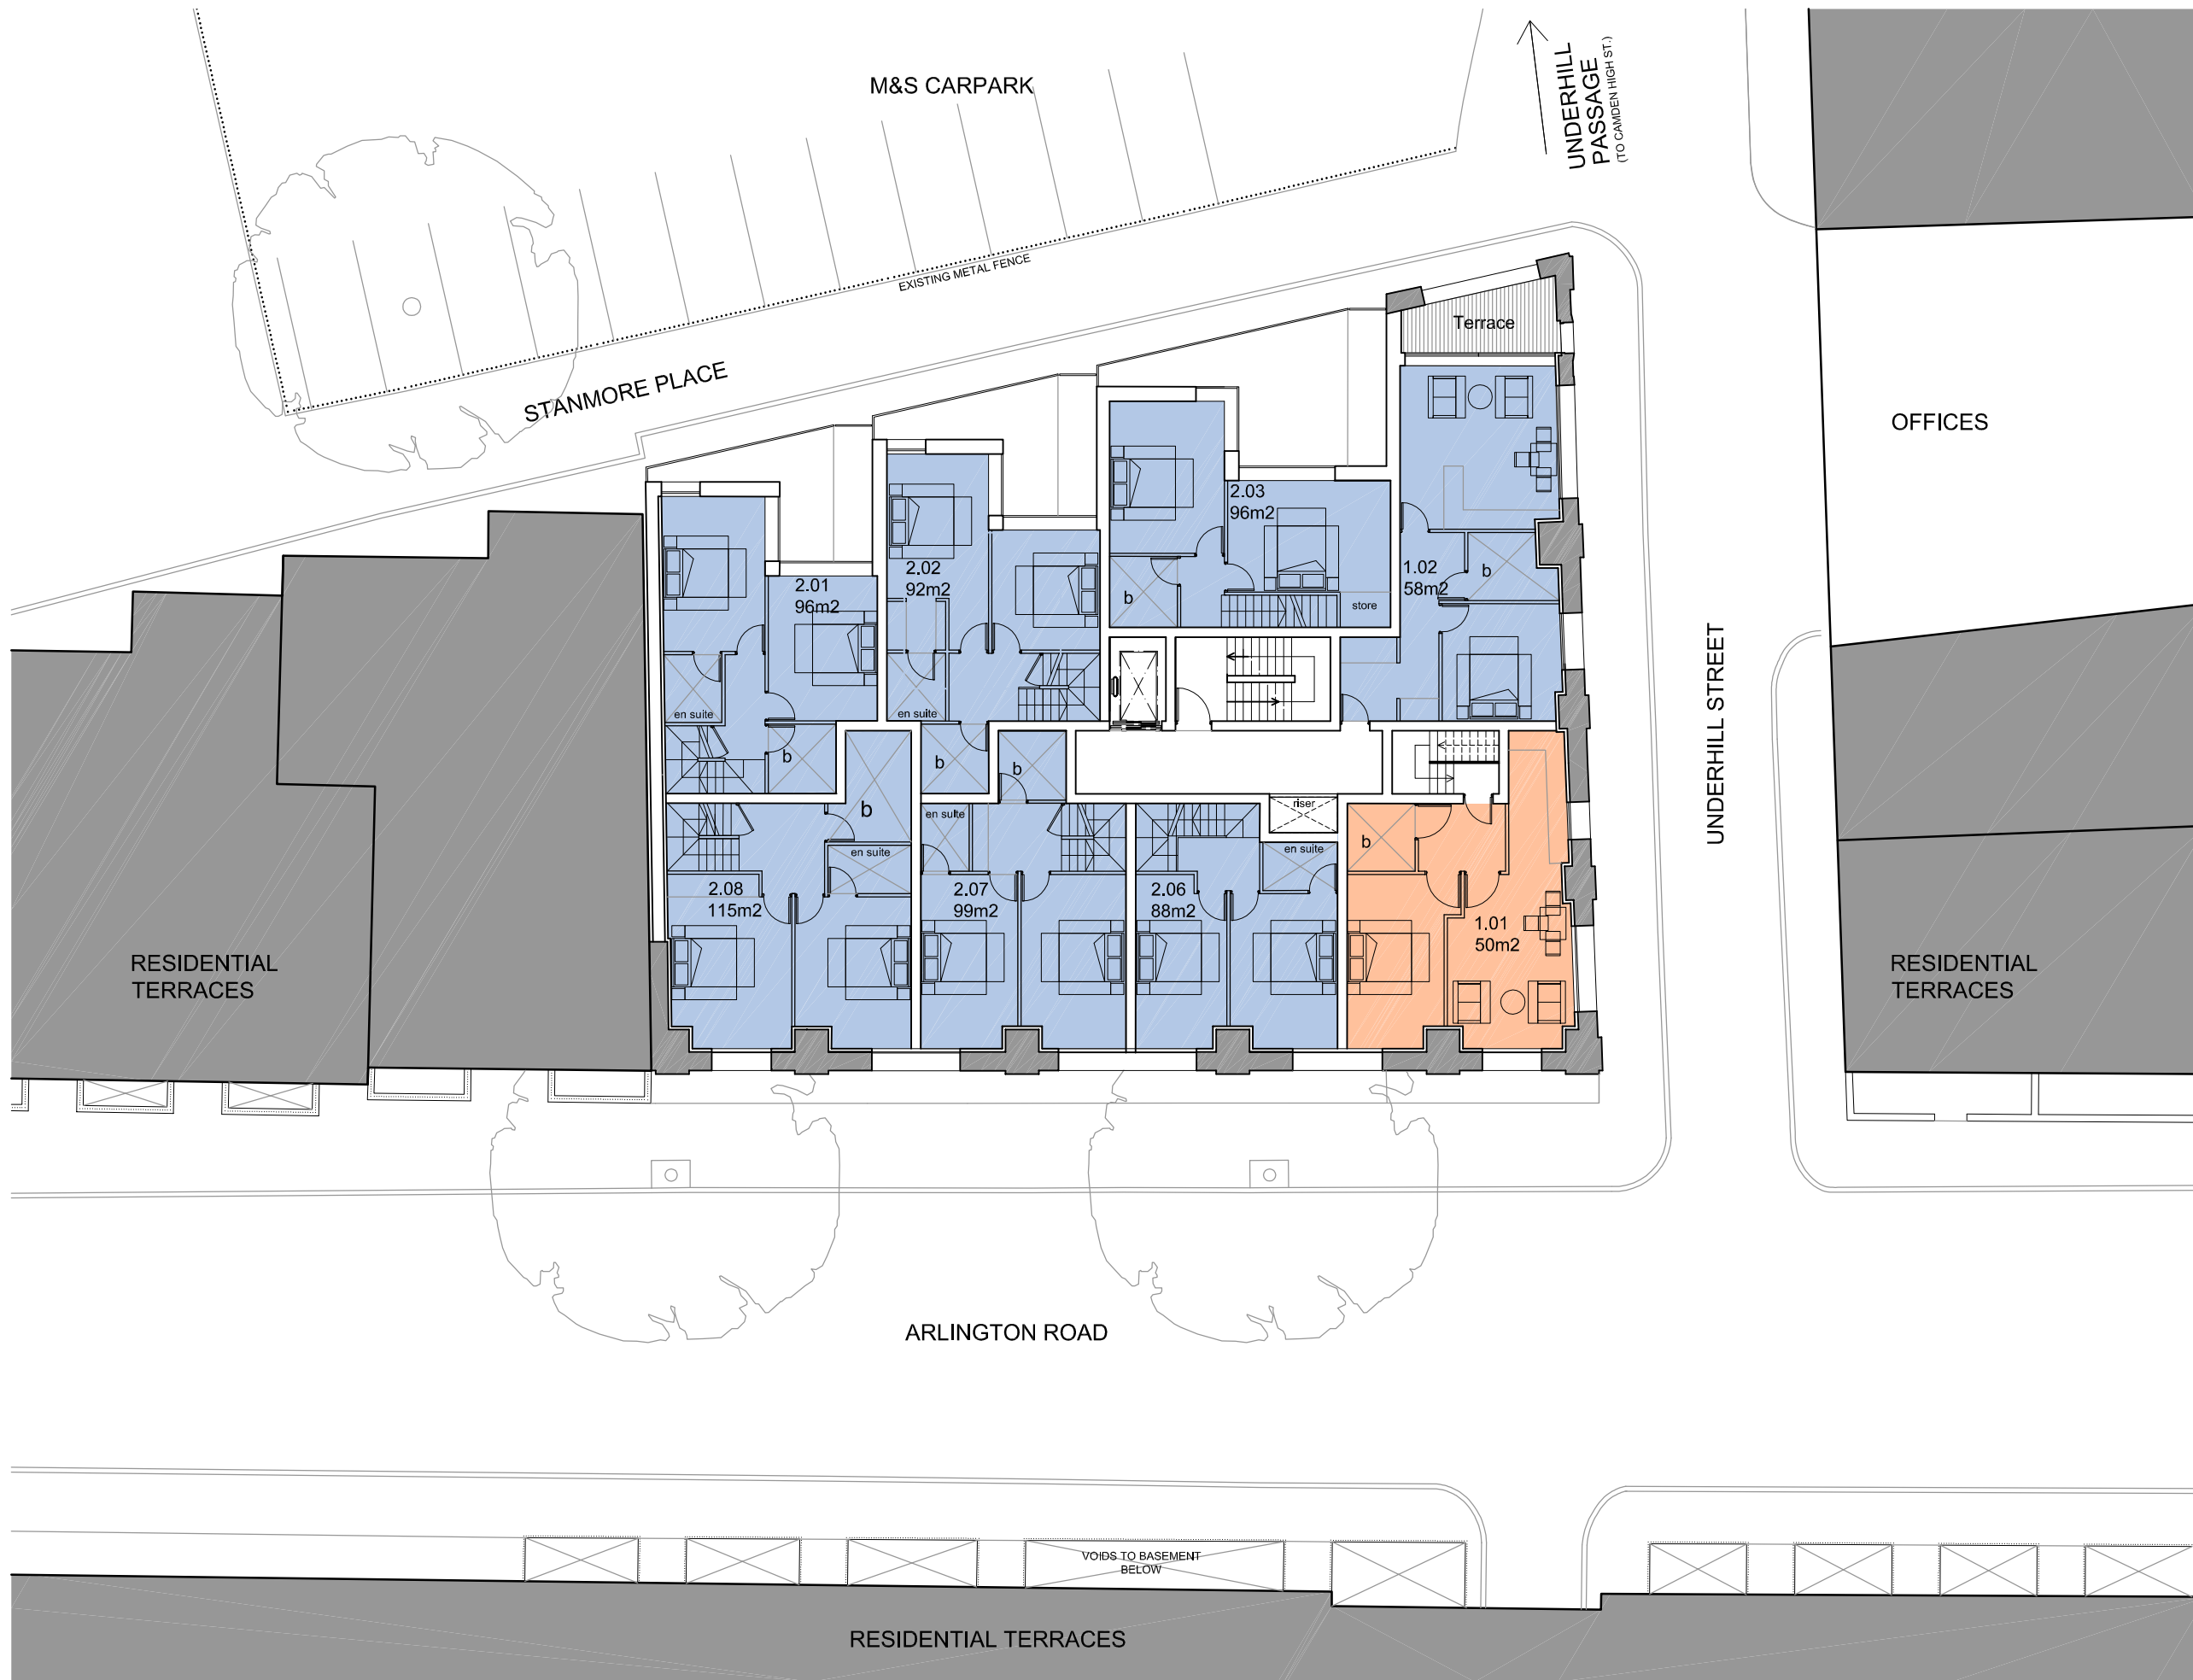 M&S CARPARK
UNDERHILL
PASSAGE
(TO CAMDEN HIGH ST.)
EXISTING METAL FENCE
STANMORE PLACE
Terrace
OFFICES
2.03
96m2
2.02
92m2
1.02
58m2
b
2.01
96m2
b
store
en suite
en suite
UNDERHILL STREET
b
b
b
b
riser
en suite
b
en suite
en suite
2.08
115m2
2.07
99m2
2.06
88m2
1.01
50m2
RESIDENTIAL
TERRACES
RESIDENTIAL
TERRACES
ARLINGTON ROAD
VOIDS TO BASEMENT
BELOW
RESIDENTIAL TERRACES